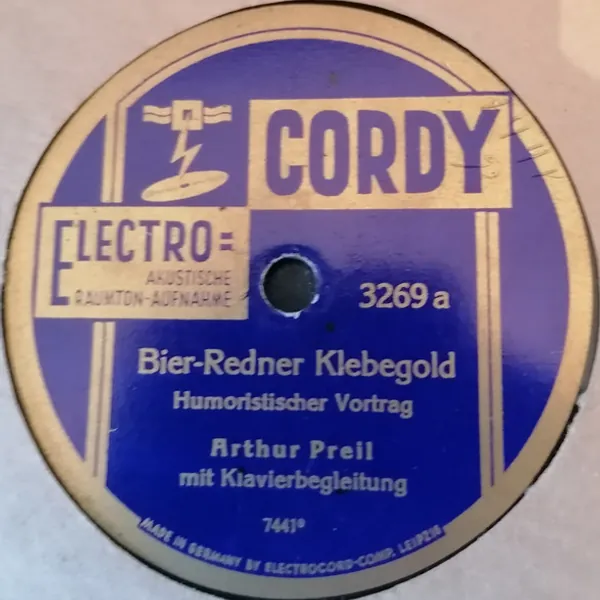 CORDY
ELECTRO=
AKUSTISCHE
RAUMTON-AUFNAHME
3269 a
Bier-Redner Klebegold
Humoristischer Vortrag
Arthur Preil
mit Klavierbegleitung
7441°
MADE IN GERMANY BY ELECTROCORD-COMP. LEIPZIG